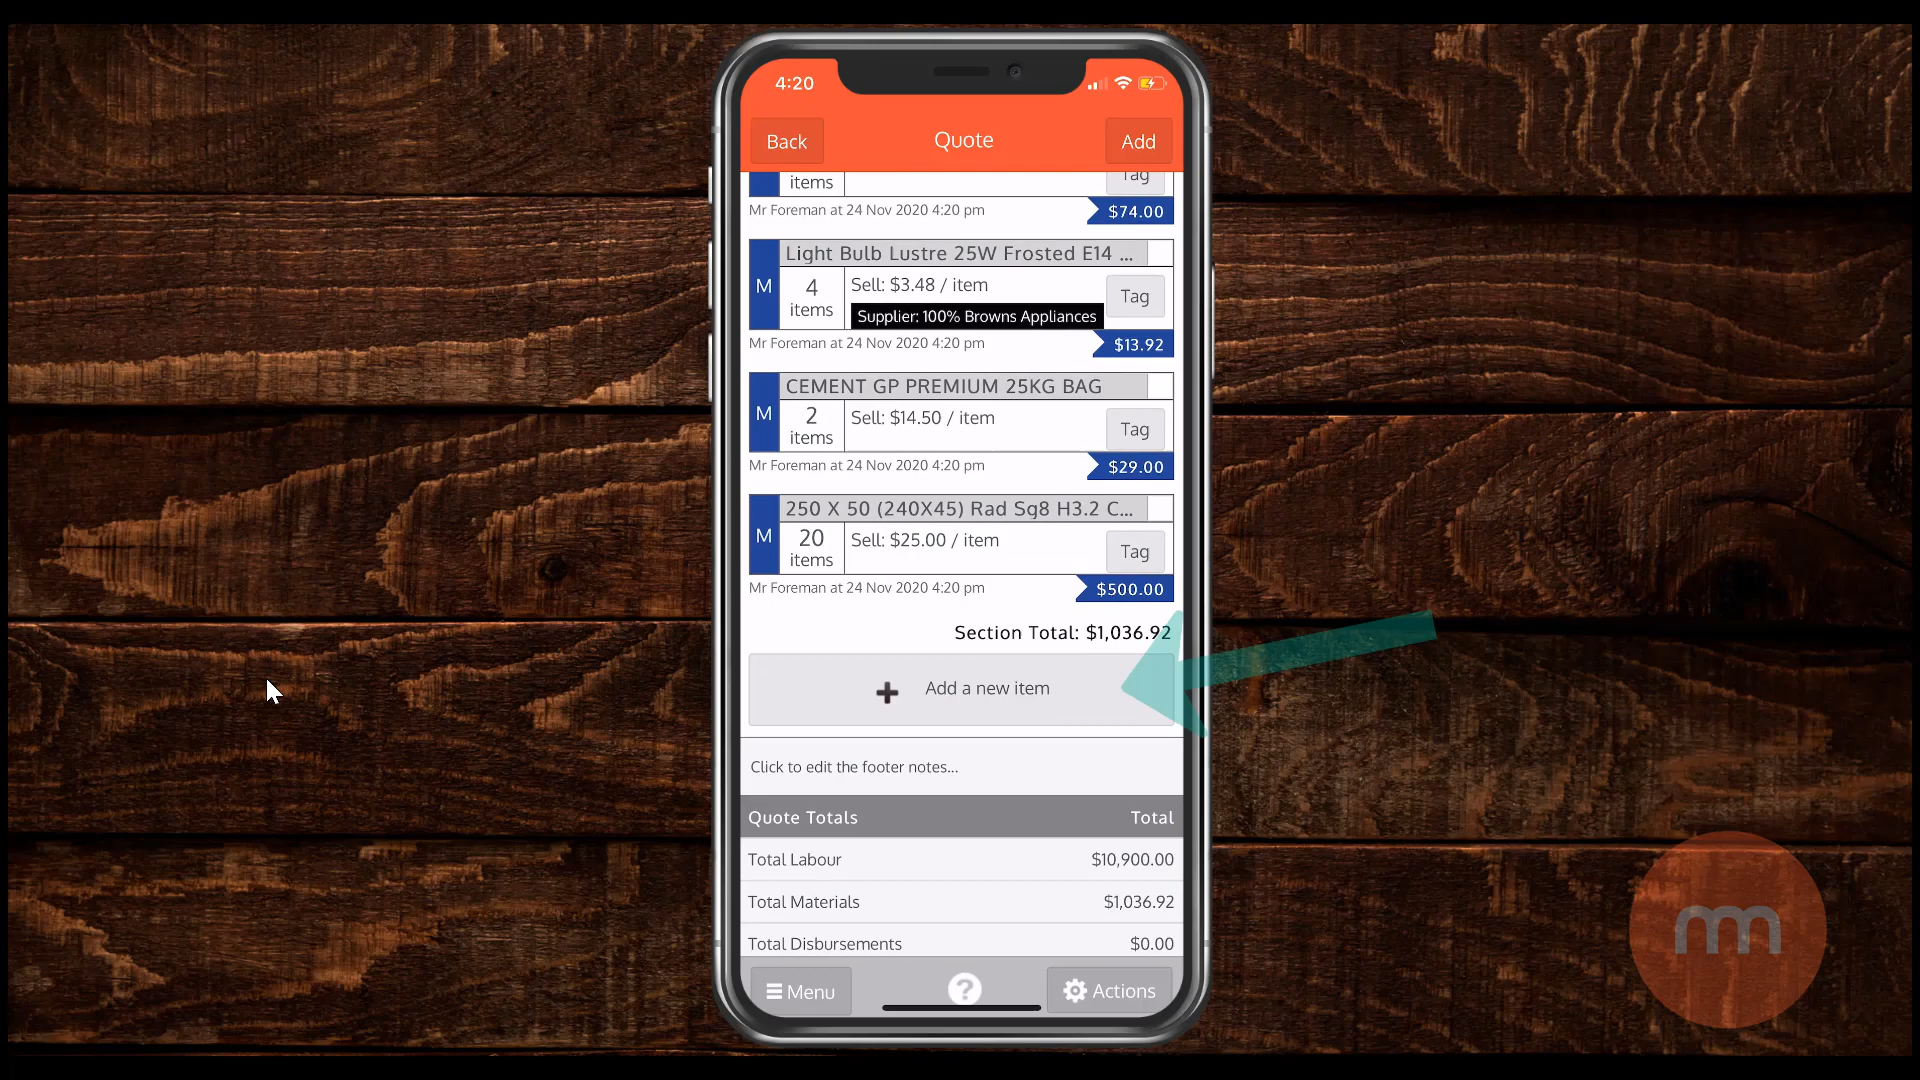 4:20
Back
Quote
Add
items
Tag
Mr Foreman at 24 Nov 2020 4:20 pm
$74.00
Light Bulb Lustre 25W Frosted E14 ...
M
4
items
Sell: $3.48 / item
Tag
Supplier: 100% Browns Appliances
Mr Foreman at 24 Nov 2020 4:20 pm
$13.92
CEMENT GP PREMIUM 25KG BAG
M
2
items
Sell: $14.50 / item
Tag
Mr Foreman at 24 Nov 2020 4:20 pm
$29.00
250 X 50 (240X45) Rad Sg8 H3.2 C...
M
20
items
Sell: $25.00 / item
Tag
Mr Foreman at 24 Nov 2020 4:20 pm
$500.00
Section Total: $1,036.92
+ Add a new item
Click to edit the footer notes...
Quote Totals Total
Total Labour $10,900.00
Total Materials $1,036.92
Total Disbursements $0.00
Menu
?
Actions